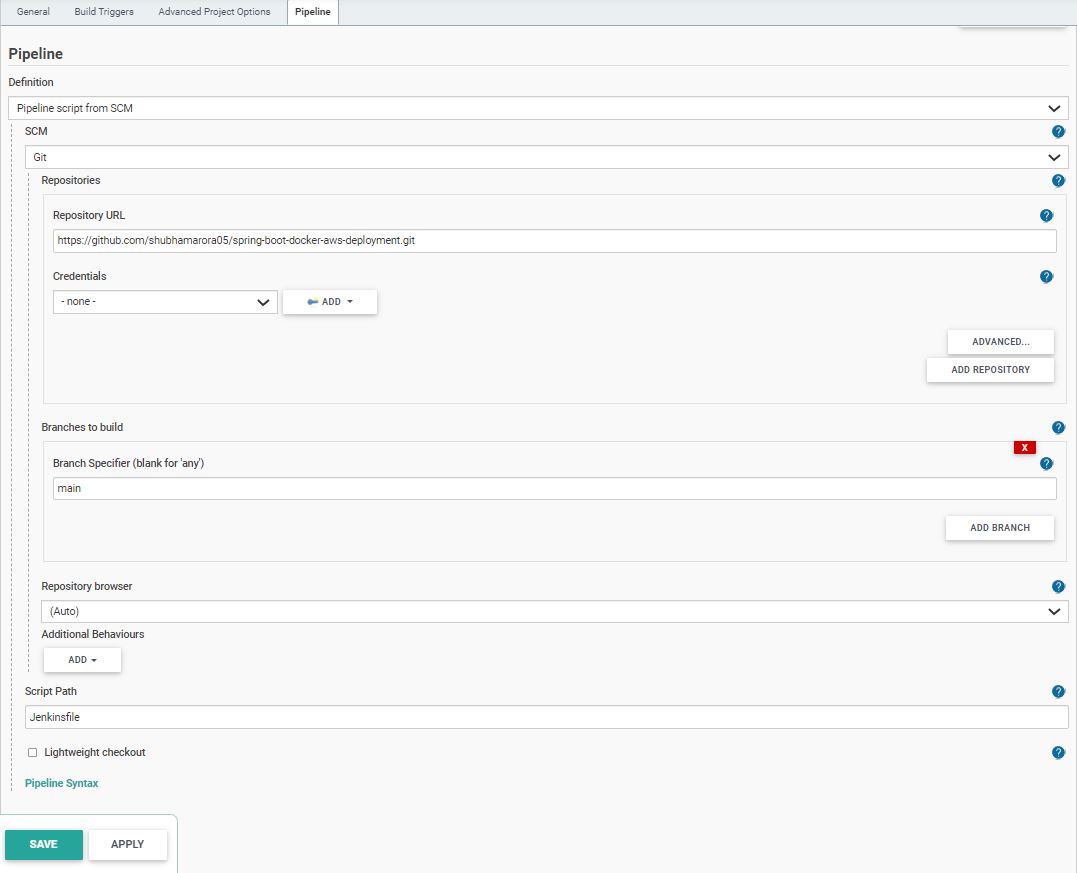 General Build Triggers Advanced Project Options Pipeline
Pipeline
Definition
Pipeline script from SCM
SCM
?
Git
Repositories
?
Repository URL
?
https://github.com/shubhamarora05/spring-boot-docker-aws-deployment.git
Credentials
?
- none -
ADD
ADVANCED...
ADD REPOSITORY
Branches to build
?
X
Branch Specifier (blank for 'any')
?
main
ADD BRANCH
Repository browser
?
(Auto)
Additional Behaviours
ADD
Script Path
?
Jenkinsfile
Lightweight checkout
?
Pipeline Syntax
SAVE APPLY